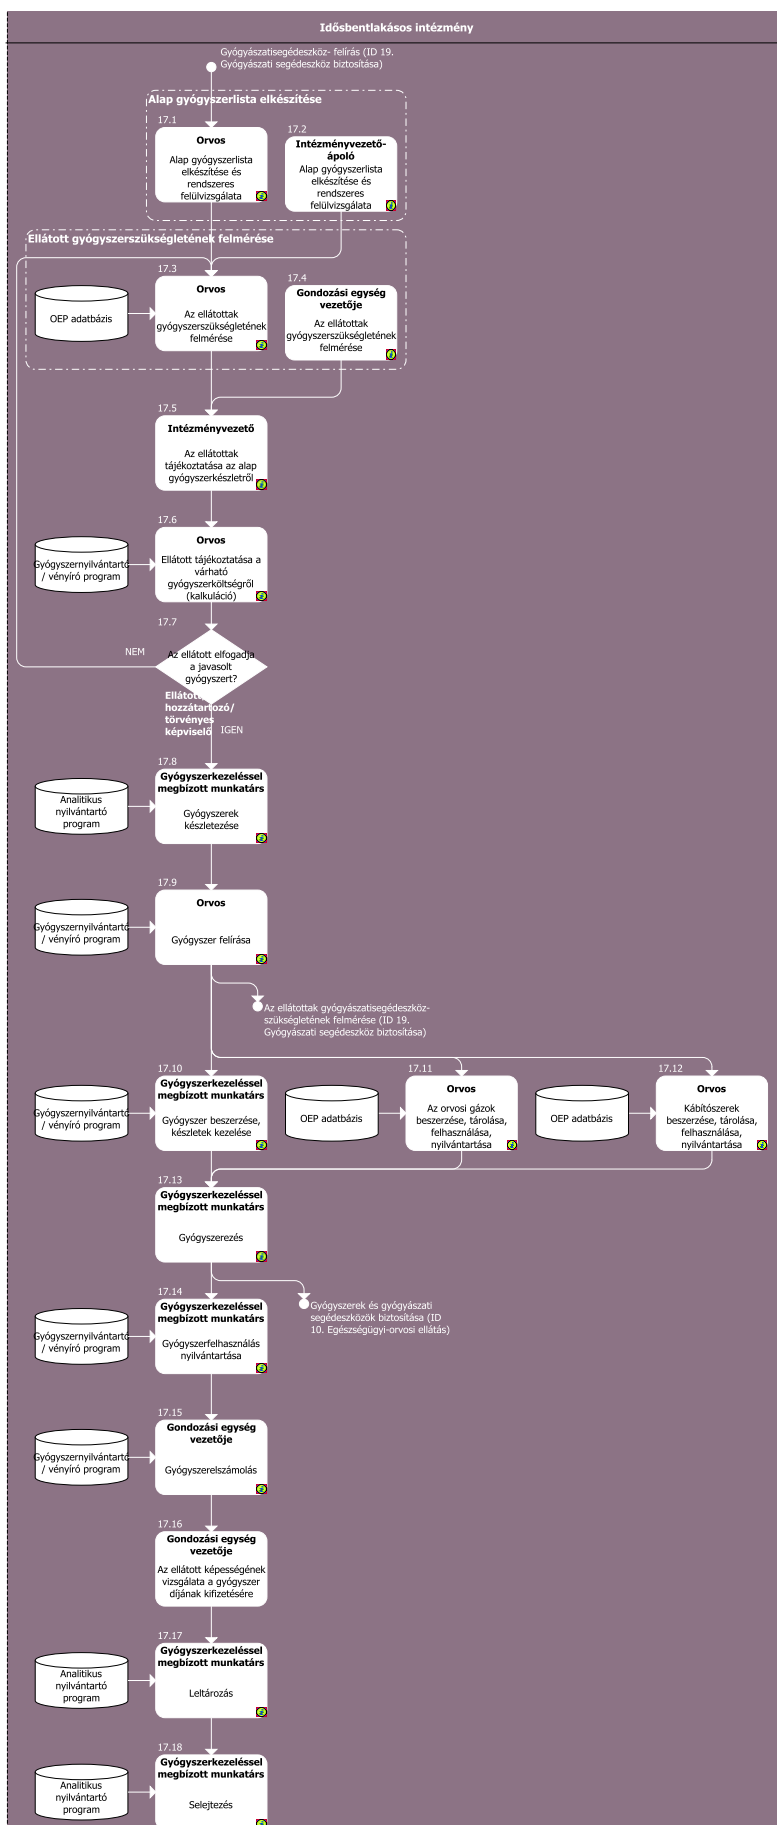 Idősbentlakásos intézmény
Gyógyászatisegédeszköz- felírás (ID 19.
Gyógyászati segédeszköz biztosítása)
Alap gyógyszerlista elkészítése
17.1
Orvos
Alap gyógyszerlista
elkészítése és
rendszeres
felülvizsgálata
17.2
Intézményvezető-
ápoló
Alap gyógyszerlista
elkészítése és
rendszeres
felülvizsgálata
Ellátott gyógyszerszükségletének felmérése
17.3
OEP adatbázis
Orvos
Az ellátottak
gyógyszerszükségletének
felmérése
17.4
Gondozási egység
vezetője
Az ellátottak
gyógyszerszükségletének
felmérése
17.5
Intézményvezető
Az ellátottak
tájékoztatása az alap
gyógyszerkészletről
17.6
Gyógyszernyilvántartó
/ vényíró program
Orvos
Ellátott tájékoztatása a
várható
gyógyszerköltségről
(kalkuláció)
17.7
NEM
Az ellátott elfogadja
a javasolt
gyógyszert?
Ellátott/
hozzátartozó/
törvényes
képviselő
IGEN
17.8
Analitikus
nyilvántartó
program
Gyógyszerkezeléssel
megbízott munkatárs
Gyógyszerek
készletezése
17.9
Gyógyszernyilvántartó
/ vényíró program
Orvos
Gyógyszer felírása
Az ellátottak gyógyászatisegédeszköz-
szükségletének felmérése (ID 19.
Gyógyászati segédeszköz biztosítása)
17.10
Gyógyszernyilvántartó
/ vényíró program
Gyógyszerkezeléssel
megbízott munkatárs
Gyógyszer beszerzése,
készletek kezelése
17.11
OEP adatbázis
Orvos
Az orvosi gázok
beszerzése, tárolása,
felhasználása,
nyilvántartása
17.12
OEP adatbázis
Orvos
Kábítószerek
beszerzése, tárolása,
felhasználása,
nyilvántartása
17.13
Gyógyszerkezeléssel
megbízott munkatárs
Gyógyszerezés
Gyógyszerek és gyógyászati
segédeszközök biztosítása (ID
10. Egészségügyi-orvosi ellátás)
17.14
Gyógyszernyilvántartó
/ vényíró program
Gyógyszerkezeléssel
megbízott munkatárs
Gyógyszerfelhasználás
nyilvántartása
17.15
Gyógyszernyilvántartó
/ vényíró program
Gondozási egység
vezetője
Gyógyszerelszámolás
17.16
Gondozási egység
vezetője
Az ellátott képességének
vizsgálata a gyógyszer
díjának kifizetésére
17.17
Analitikus
nyilvántartó
program
Gyógyszerkezeléssel
megbízott munkatárs
Leltározás
17.18
Analitikus
nyilvántartó
program
Gyógyszerkezeléssel
megbízott munkatárs
Selejtezés